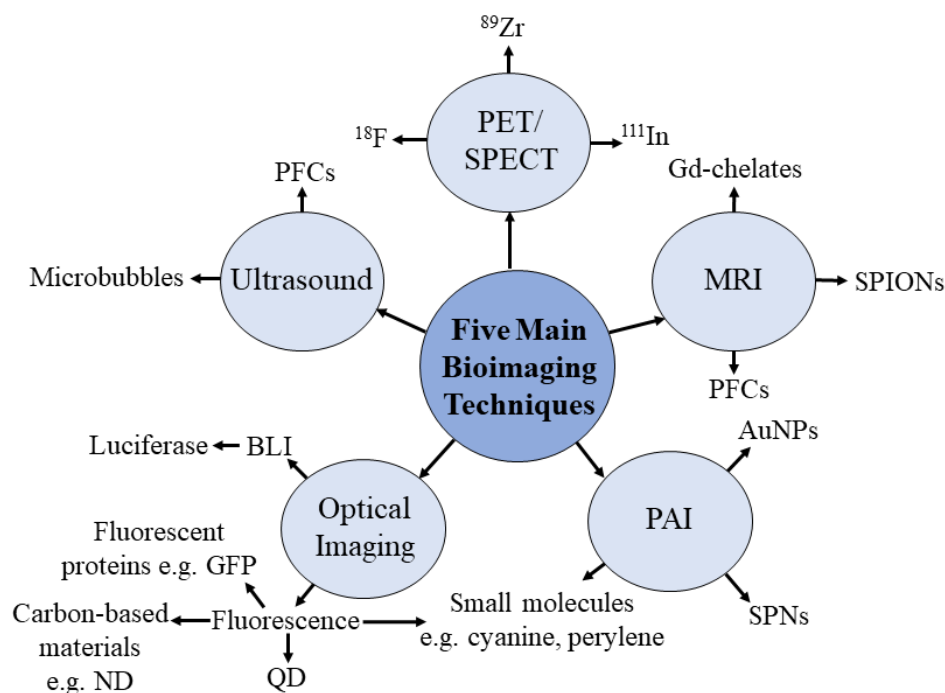 ⁸⁹Zr
PET/
SPECT
¹⁸F
¹¹¹In
PFCs
Gd-chelates
Microbubbles
Ultrasound
MRI
SPIONs
Five Main
Bioimaging
Techniques
PFCs
AuNPs
Luciferase
BLI
Optical
Imaging
PAI
Fluorescent
proteins e.g. GFP
Carbon-based
materials
e.g. ND
Fluorescence
QD
Small molecules
e.g. cyanine, perylene
SPNs